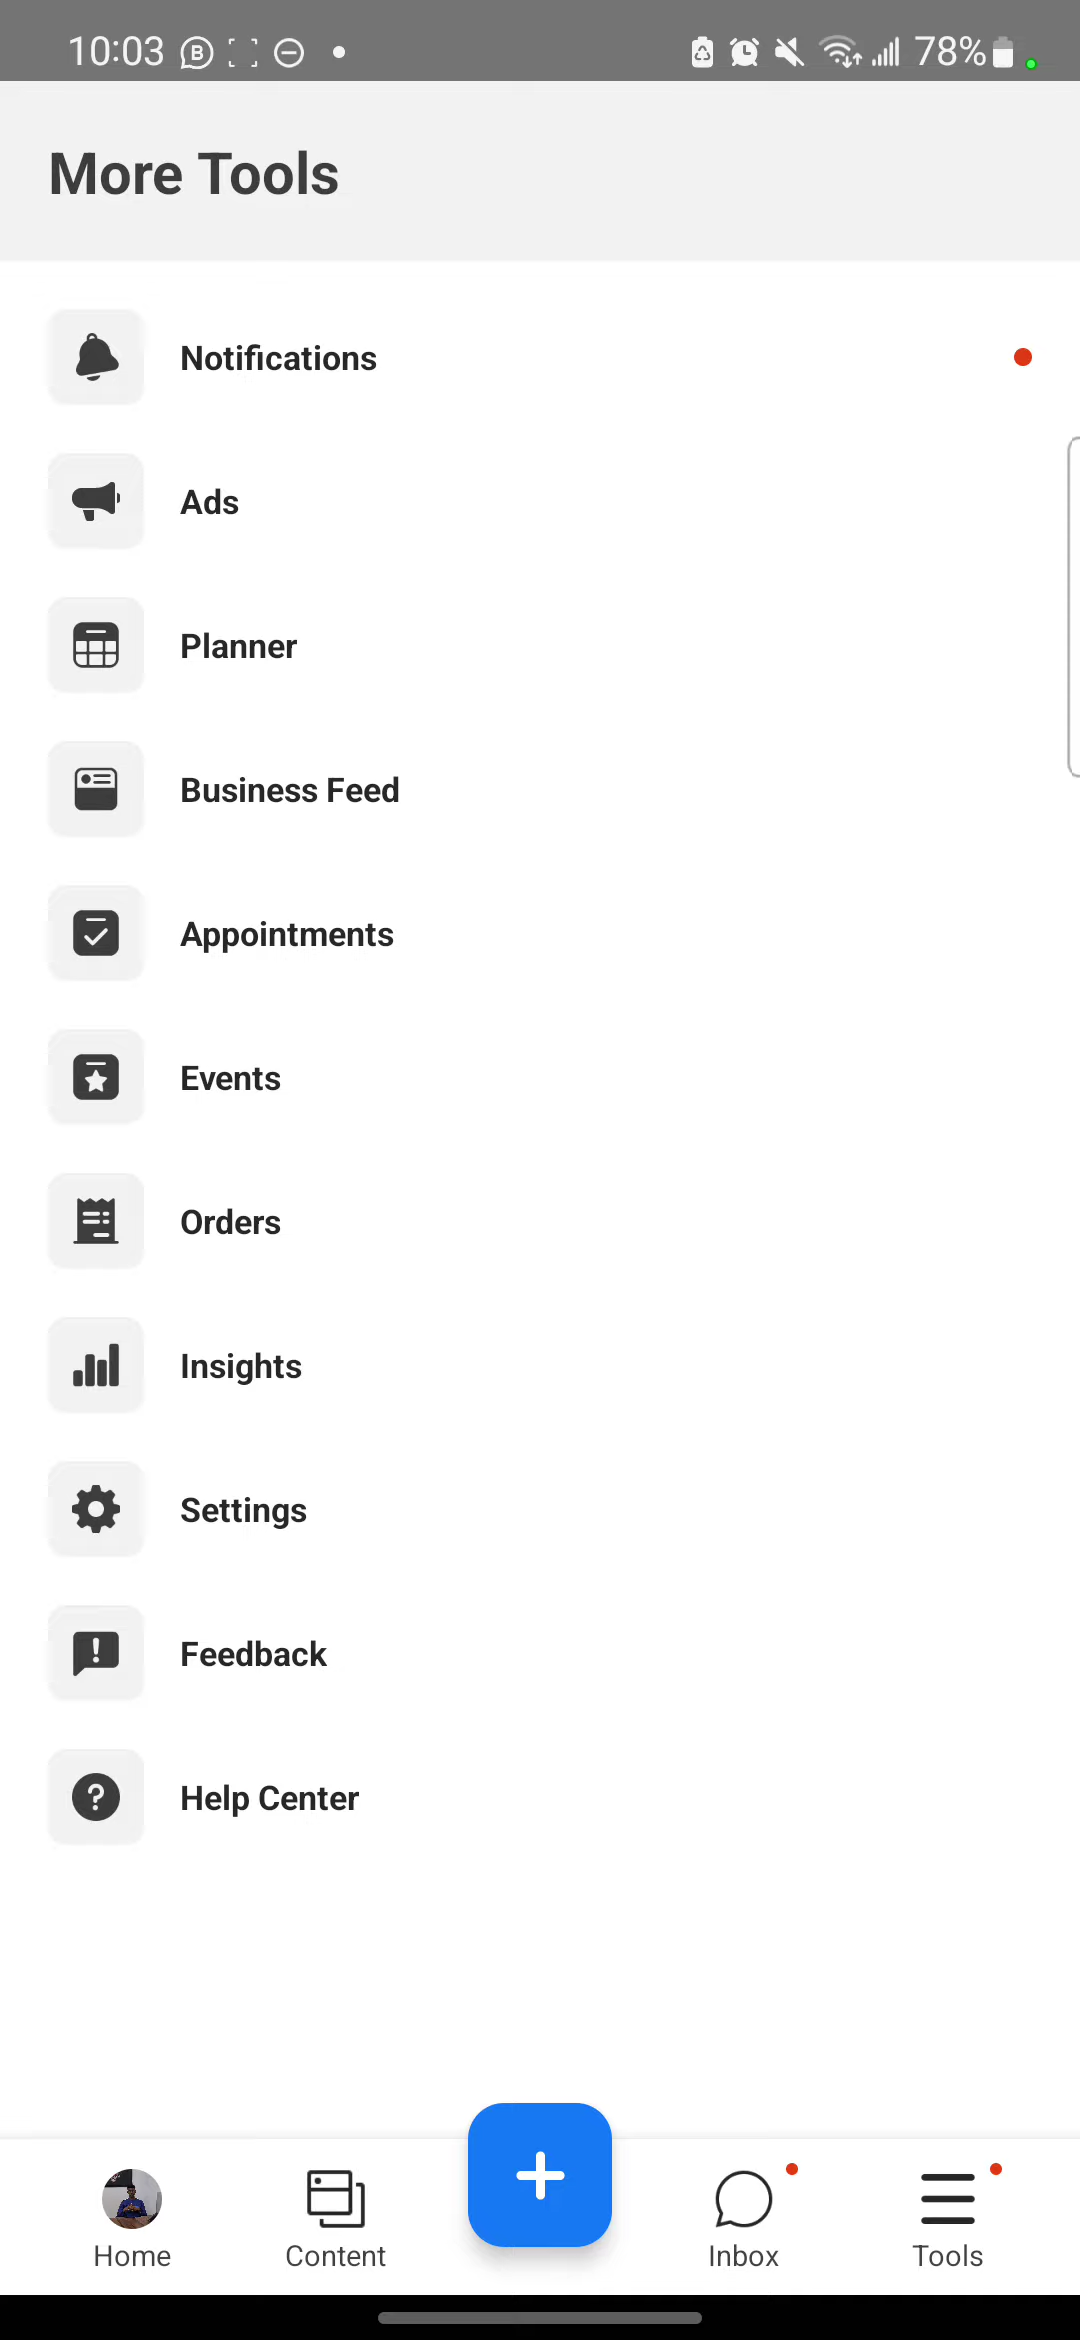 10:03 78%
More Tools
Notifications
Ads
Planner
Business Feed
Appointments
Events
Orders
Insights
Settings
Feedback
Help Center
Home Content Inbox Tools